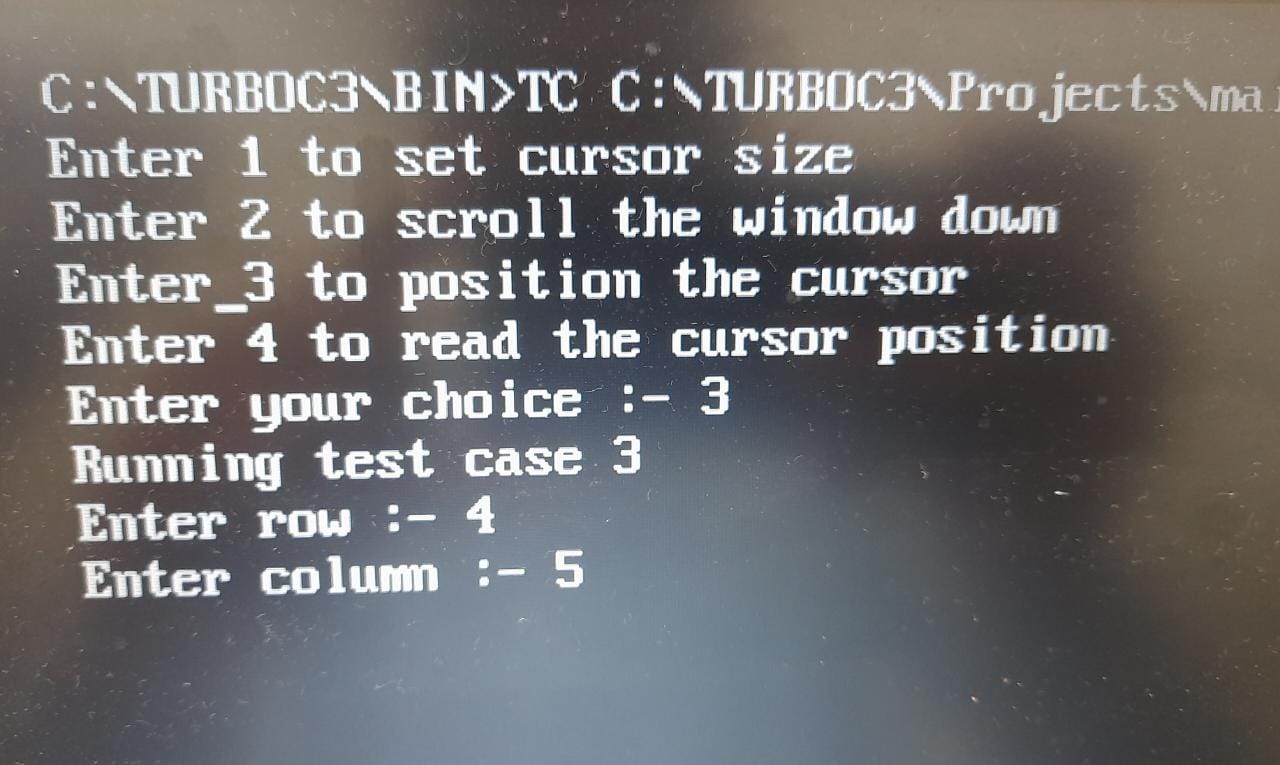 C:\TURBOC3\BIN>TC C:\TURBOC3\Projects\mai
Enter 1 to set cursor size
Enter 2 to scroll the window down
Enter_3 to position the cursor
Enter 4 to read the cursor position
Enter your choice :- 3
Running test case 3
Enter row :- 4
Enter column :- 5